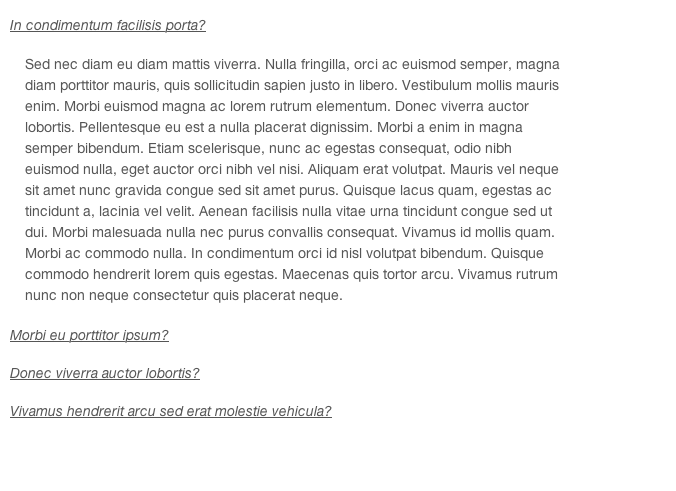 In condimentum facilisis porta?
Sed nec diam eu diam mattis viverra. Nulla fringilla, orci ac euismod semper, magna
diam porttitor mauris, quis sollicitudin sapien justo in libero. Vestibulum mollis mauris
enim. Morbi euismod magna ac lorem rutrum elementum. Donec viverra auctor
lobortis. Pellentesque eu est a nulla placerat dignissim. Morbi a enim in magna
semper bibendum. Etiam scelerisque, nunc ac egestas consequat, odio nibh
euismod nulla, eget auctor orci nibh vel nisi. Aliquam erat volutpat. Mauris vel neque
sit amet nunc gravida congue sed sit amet purus. Quisque lacus quam, egestas ac
tincidunt a, lacinia vel velit. Aenean facilisis nulla vitae urna tincidunt congue sed ut
dui. Morbi malesuada nulla nec purus convallis consequat. Vivamus id mollis quam.
Morbi ac commodo nulla. In condimentum orci id nisl volutpat bibendum. Quisque
commodo hendrerit lorem quis egestas. Maecenas quis tortor arcu. Vivamus rutrum
nunc non neque consectetur quis placerat neque.
Morbi eu porttitor ipsum?
Donec viverra auctor lobortis?
Vivamus hendrerit arcu sed erat molestie vehicula?